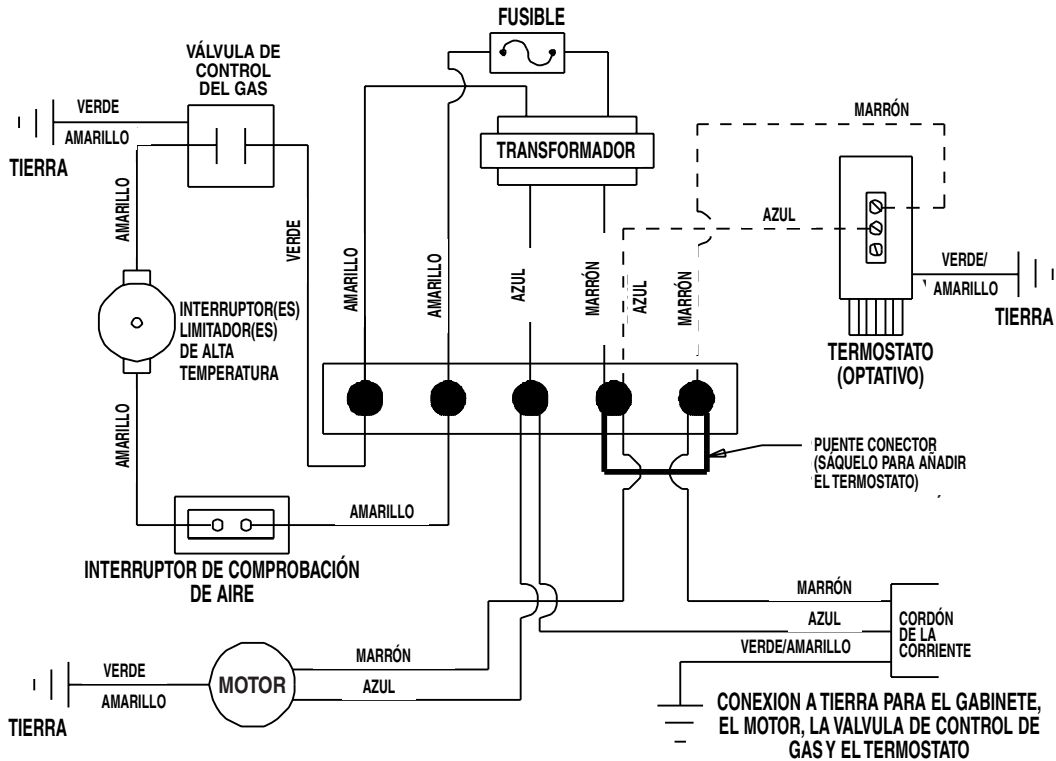 FUSIBLE
VÁLVULA DE
CONTROL
DEL GAS
VERDE
AMARILLO
TIERRA
TRANSFORMADOR
MARRÓN
AZUL
AMARILLO
VERDE
AMARILLO
AMARILLO
AZUL
MARRÓN
AZUL
MARRÓN
VERDE/
AMARILLO
TIERRA
INTERRUPTOR(ES)
LIMITADOR(ES)
DE ALTA
TEMPERATURA
TERMOSTATO
(OPTATIVO)
AMARILLO
PUENTE CONECTOR
(SÁQUELO PARA AÑADIR
EL TERMOSTATO)
AMARILLO
INTERRUPTOR DE COMPROBACIÓN
DE AIRE
MARRÓN
AZUL
VERDE/AMARILLO
CORDÓN
DE LA
CORRIENTE
VERDE
AMARILLO
TIERRA
MOTOR
MARRÓN
AZUL
CONEXION A TIERRA PARA EL GABINETE,
EL MOTOR, LA VALVULA DE CONTROL DE
GAS Y EL TERMOSTATO